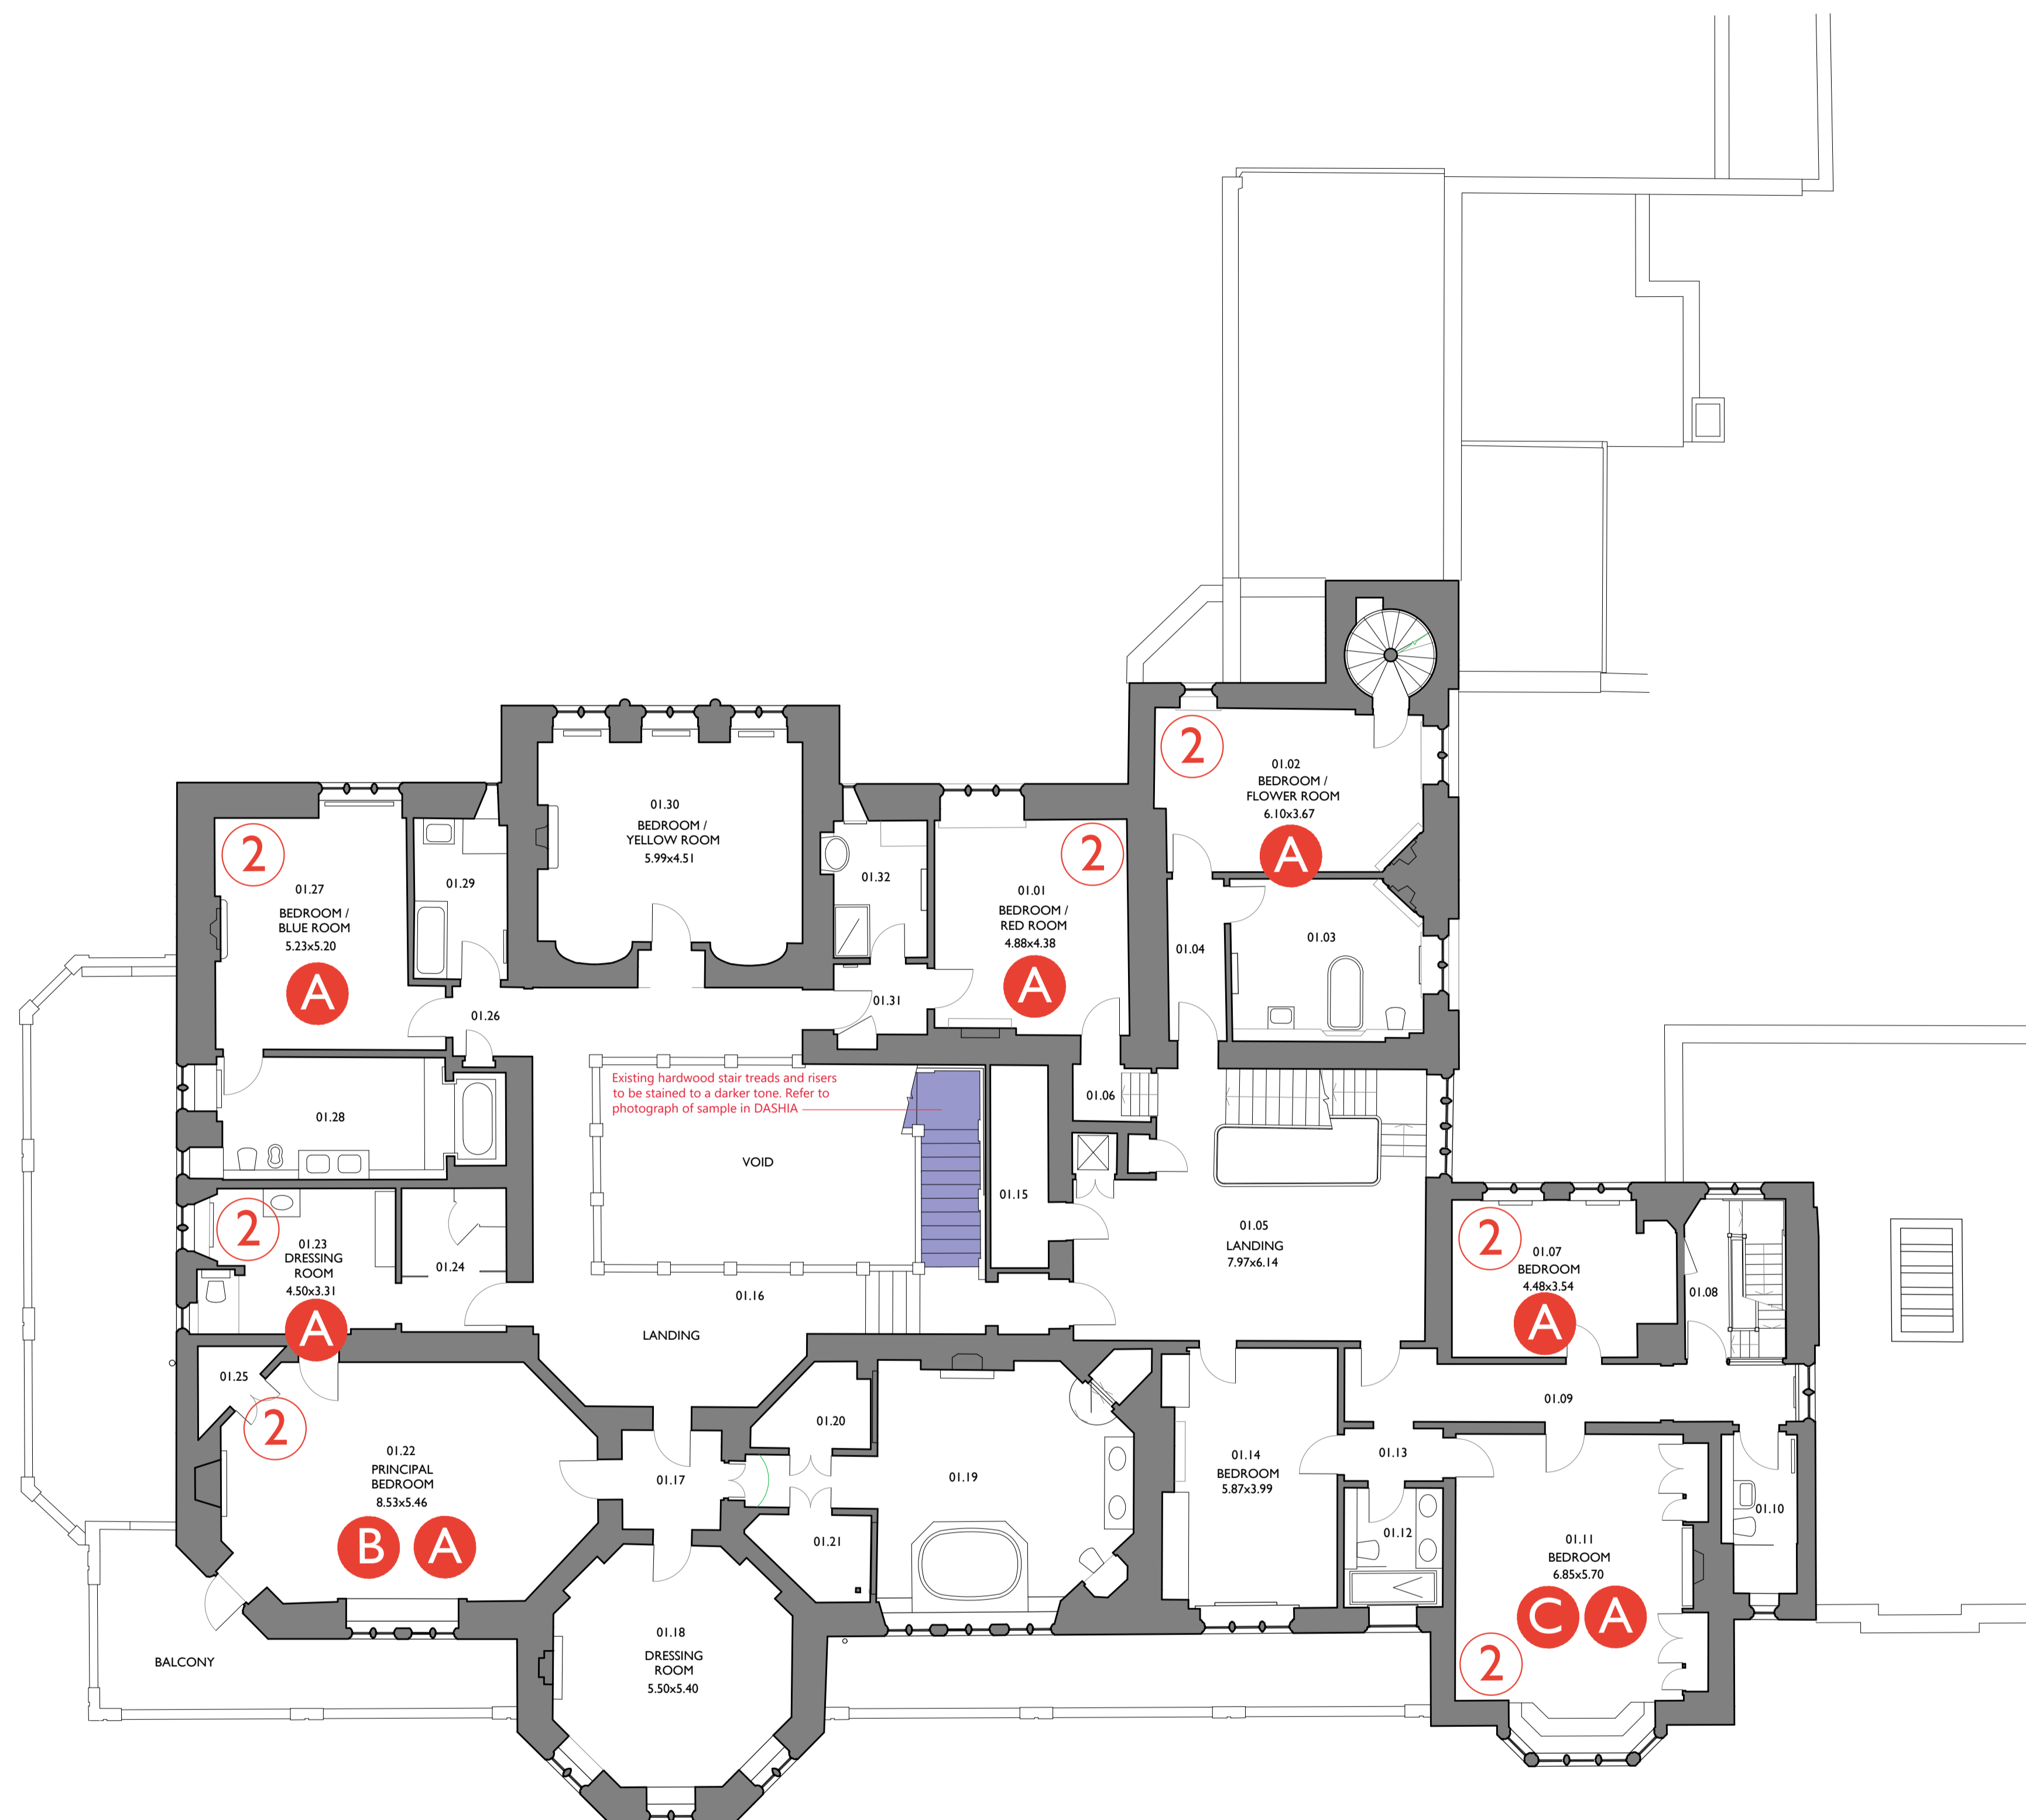 2
01.02
BEDROOM /
FLOWER ROOM
6.10x3.67
A
01.30
BEDROOM /
YELLOW ROOM
5.99x4.51
2
01.27
BEDROOM /
BLUE ROOM
5.23x5.20
A
01.29
01.32
2
01.01
BEDROOM /
RED ROOM
4.88x4.38
A
01.04
01.03
01.26
01.31
Existing hardwood stair treads and risers
to be stained to a darker tone. Refer to
photograph of sample in DASHIA
01.28
01.06
VOID
01.15
2
01.23
DRESSING
ROOM
4.50x3.31
A
01.24
01.16
LANDING
01.05
LANDING
7.97x6.14
2
01.07
BEDROOM
4.48x3.54
A
01.08
01.25
2
01.22
PRINCIPAL
BEDROOM
8.53x5.46
B
A
01.17
01.20
01.19
01.21
01.14
BEDROOM
5.87x3.99
01.09
01.13
01.12
01.10
01.11
BEDROOM
6.85x5.70
C
A
2
01.18
DRESSING
ROOM
5.50x5.40
BALCONY